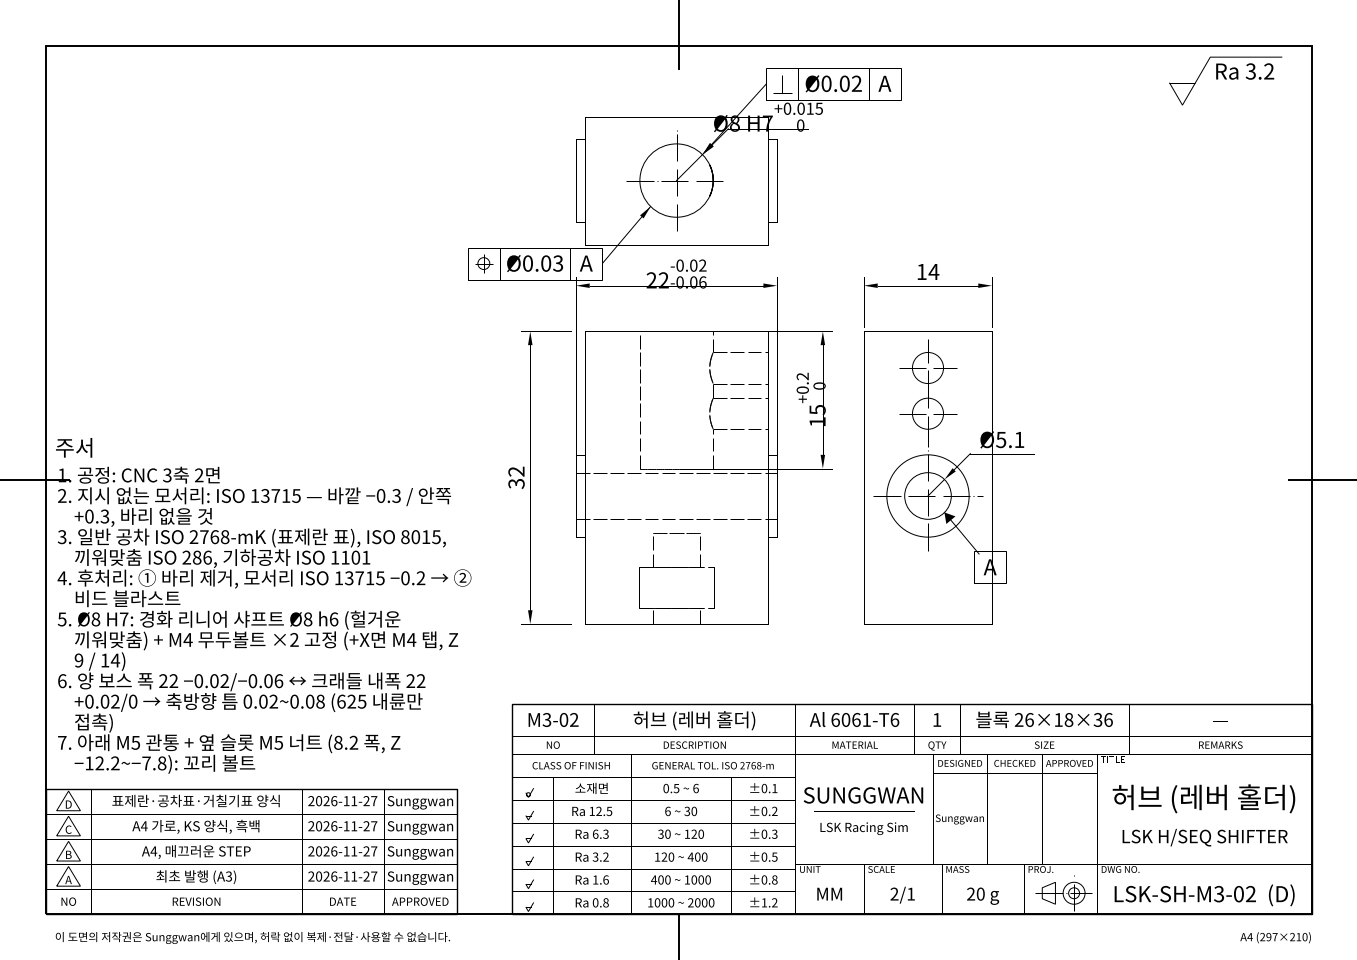 Ra 3.2
Ø0.02 A
Ø8 H7 +0.015 0
Ø0.03 A
22 -0.02 -0.06
14
32
15 +0.2 0
Ø5.1
A
주서
1. 공정: CNC 3축 2면
2. 지시 없는 모서리: ISO 13715 — 바깥 −0.3 / 안쪽
+0.3, 바리 없을 것
3. 일반 공차 ISO 2768-mK (표제란 표), ISO 8015,
끼워맞춤 ISO 286, 기하공차 ISO 1101
4. 후처리: ① 바리 제거, 모서리 ISO 13715 −0.2 → ②
비드 블라스트
5. Ø8 H7: 경화 리니어 샤프트 Ø8 h6 (헐거운
끼워맞춤) + M4 무두볼트 ×2 고정 (+X면 M4 탭, Z
9 / 14)
6. 양 보스 폭 22 −0.02/−0.06 ↔ 크래들 내폭 22
+0.02/0 → 축방향 틈 0.02~0.08 (625 내륜만
접촉)
7. 아래 M5 관통 + 옆 슬롯 M5 너트 (8.2 폭, Z
−12.2~−7.8): 꼬리 볼트
D 표제란·공차표·거칠기표 양식 2026-11-27 Sunggwan
C A4 가로, KS 양식, 흑백 2026-11-27 Sunggwan
B A4, 매끄러운 STEP 2026-11-27 Sunggwan
A 최초 발행 (A3) 2026-11-27 Sunggwan
NO REVISION DATE APPROVED
M3-02 허브 (레버 홀더) Al 6061-T6 1 블록 26×18×36 —
NO DESCRIPTION MATERIAL QTY SIZE REMARKS
CLASS OF FINISH GENERAL TOL. ISO 2768-m
소재면 0.5 ~ 6 ±0.1
Ra 12.5 6 ~ 30 ±0.2
Ra 6.3 30 ~ 120 ±0.3
Ra 3.2 120 ~ 400 ±0.5
Ra 1.6 400 ~ 1000 ±0.8
Ra 0.8 1000 ~ 2000 ±1.2
SUNGGWAN
LSK Racing Sim
DESIGNED CHECKED APPROVED
Sunggwan
TITLE
허브 (레버 홀더)
LSK H/SEQ SHIFTER
UNIT SCALE MASS PROJ. DWG NO.
MM 2/1 20 g LSK-SH-M3-02 (D)
이 도면의 저작권은 Sunggwan에게 있으며, 허락 없이 복제·전달·사용할 수 없습니다.
A4 (297×210)